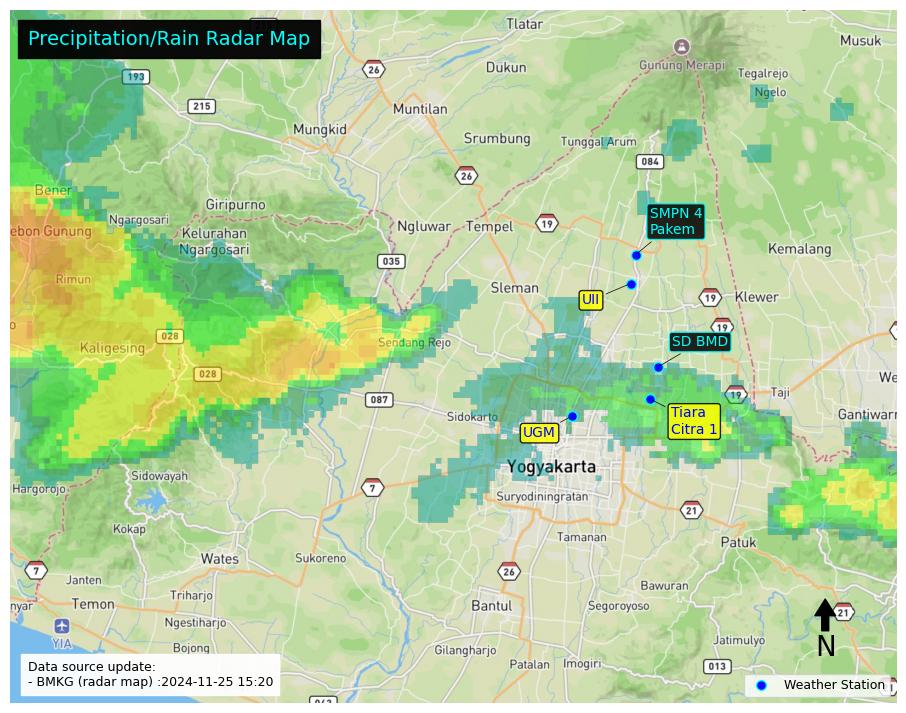 Precipitation/Rain Radar Map
Tlatar
Musuk
26
Gunung Merapi
Dukun
193
Tegalrejo
Ngelo
215
Muntilan
Mungkid
Srumbung
Tunggal Arum
084
26
Bener
Giripurno
SMPN 4
Pakem
Ngargosari
Ngluwar
Tempel
19
ebon Gunung
Kelurahan
Ngargosari
Kemalang
035
Rimun
Sleman
UII
19
Klewer
19
028
Kaligesing
Sendang Rejo
SD BMD
028
We
087
19
Taji
Sidokarto
Tiara
Citra 1
Gantiwarn
UGM
Yogyakarta
Sidowayah
Hargorojo
7
Suryodiningratan
21
Kokap
Tamanan
Patuk
Wates
Sukoreno
7
26
Janten
Bawuran
Triharjo
nyar
Temon
Bantul
Segoroyoso
21
Ngestiharjo
YIA
Jatimulyo
N
Bojong
Gilangharjo
Patalan
Imogiri
013
Data source update:
- BMKG (radar map) :2024-11-25 15:20
Weather Station